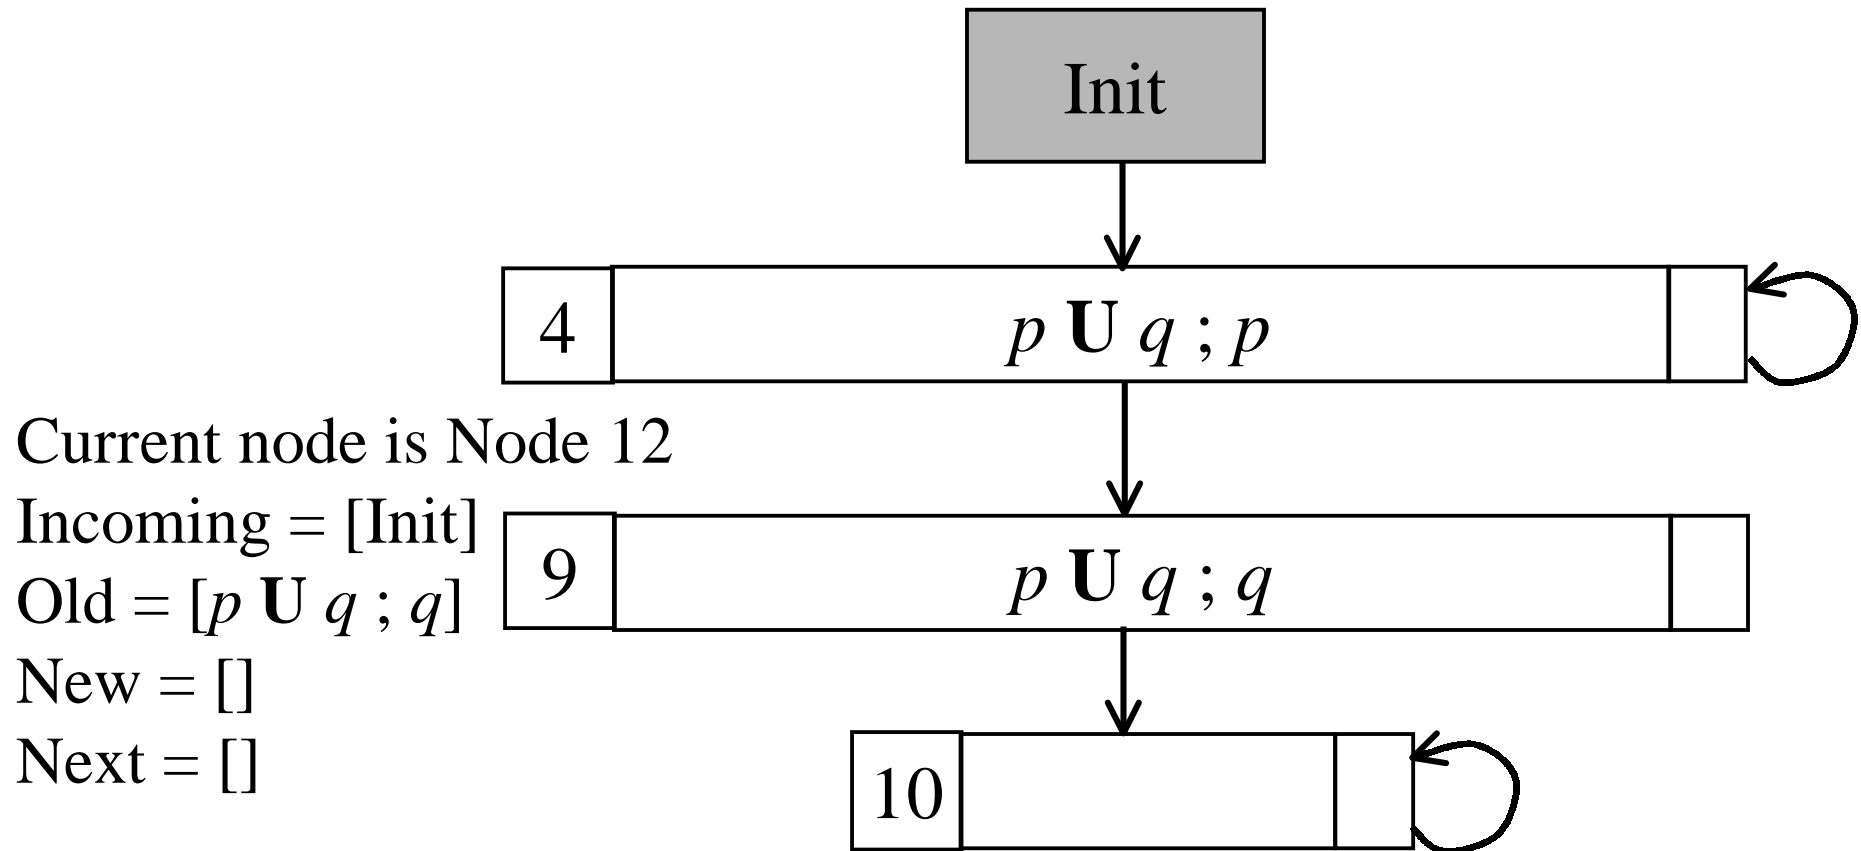 Init
4
p U q ; p
Current node is Node 12
Incoming = [Init]
Old = [p U q ; q]
New = []
Next = []
9
p U q ; q
10